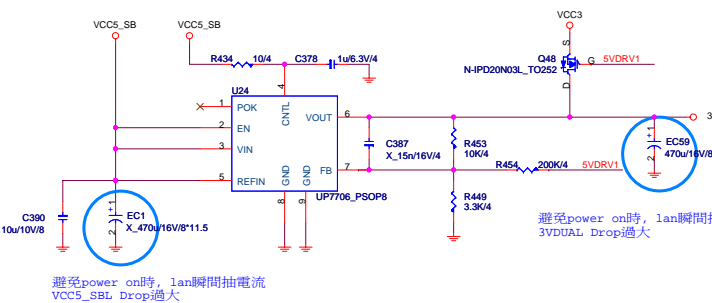 VCC5_SB
VCC5_SB
VCC3
R434
10/4
C378
1u/6.3V/4
Q48
N-IPD20N03L_TO252
S
G
D
5VDRV1
U24
4
1
POK
CNTL
2
EN
VOUT
6
3
VIN
5
REFIN
FB
7
GND
GND
8
9
UP7706_PSOP8
C387
X_15n/16V/4
R453
10K/4
R454
200K/4
5VDRV1
R449
3.3K/4
3
+
1
2
EC59
470u/16V/8
C390
10u/10V/8
+
1
2
EC1
X_470u/16V/8*11.5
避免power on時, lan瞬間
3VDUAL Drop過大
避免power on時, lan瞬間抽電流
VCC5_SBL Drop過大